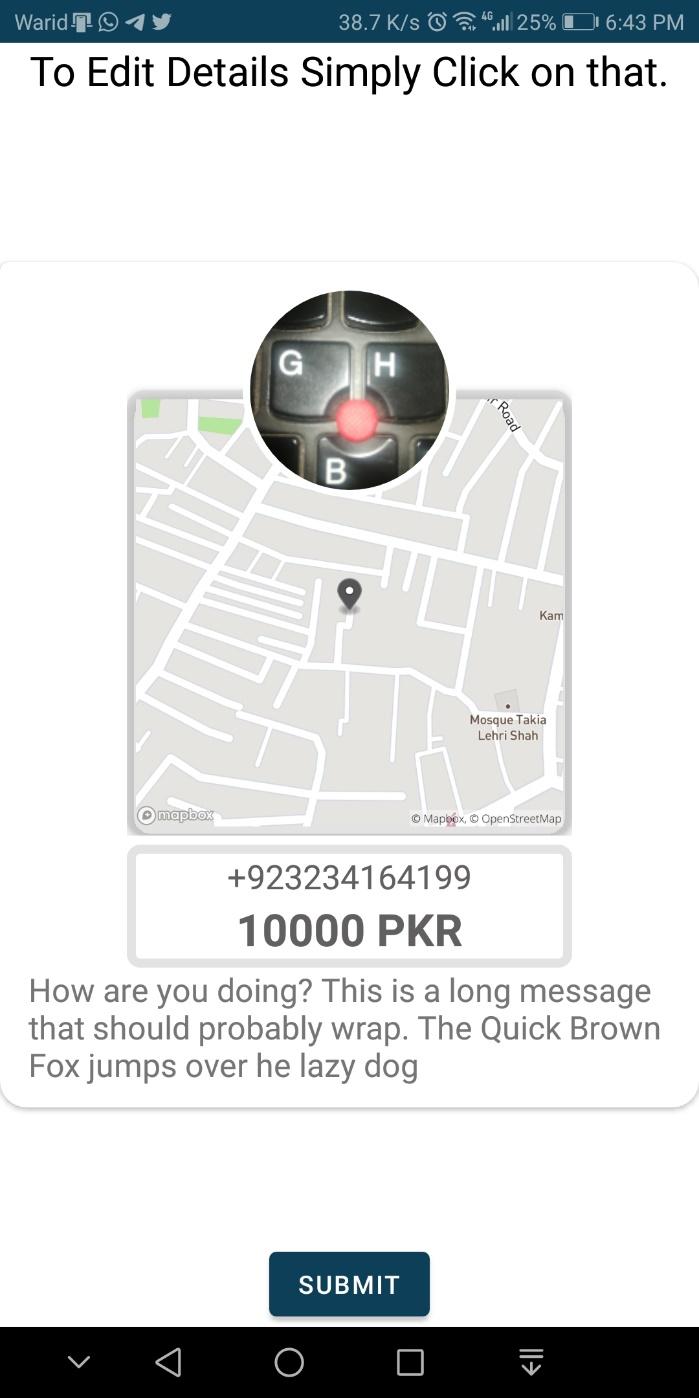 Warid 38.7 K/s 4G 25% 6:43 PM
To Edit Details Simply Click on that.
G H
B
Road
Kam
Mosque Takia
Lehri Shah
mapbox © Mapbox, © OpenStreetMap
+923234164199
10000 PKR
How are you doing? This is a long message
that should probably wrap. The Quick Brown
Fox jumps over he lazy dog
SUBMIT